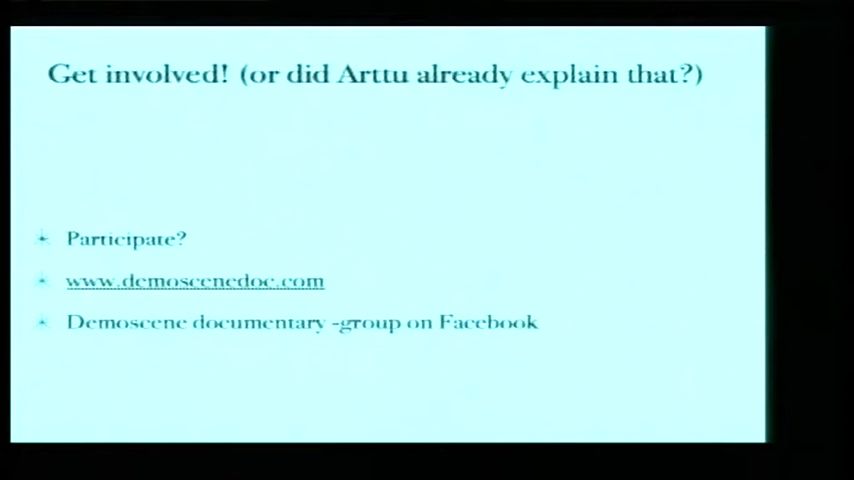 Get involved! (or did Arttu already explain that?)
Participate?
www.demoscenedoc.com
Demoscene documentary -group on Facebook